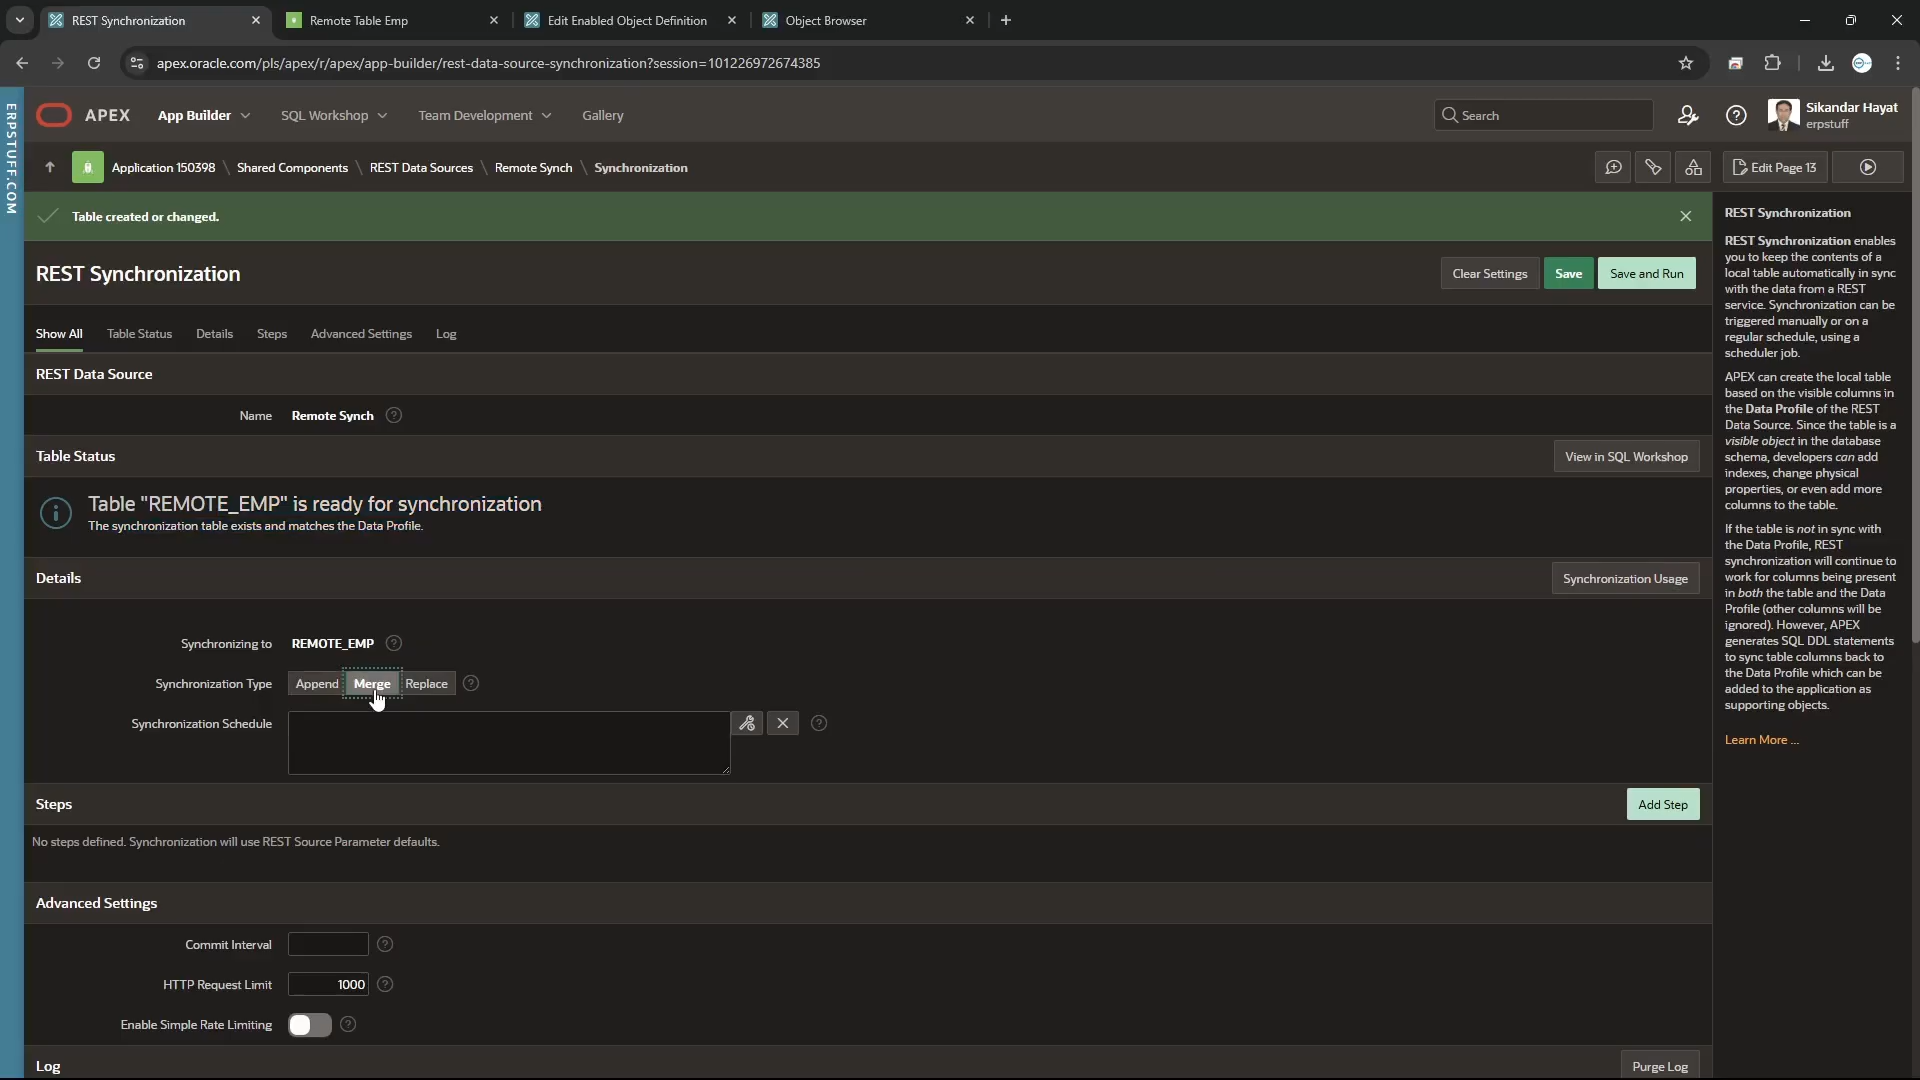 REST Synchronization
Remote Table Emp
Edit Enabled Object Definition
Object Browser
apex.oracle.com/pls/apex/r/apex/app-builder/rest-data-source-synchronization?session=101226972674385
ERPSTUFF.COM
APEX
App Builder
SQL Workshop
Team Development
Gallery
Search
Sikandar Hayat
erpstuff
Application 150398 \ Shared Components \ REST Data Sources \ Remote Synch \ Synchronization
Edit Page 13
Table created or changed.
REST Synchronization
Clear Settings
Save
Save and Run
Show All
Table Status
Details
Steps
Advanced Settings
Log
REST Data Source
Name Remote Synch
Table Status
View in SQL Workshop
Table "REMOTE_EMP" is ready for synchronization
The synchronization table exists and matches the Data Profile.
Details
Synchronization Usage
Synchronizing to REMOTE_EMP
Synchronization Type Append Merge Replace
Synchronization Schedule
Steps
Add Step
No steps defined. Synchronization will use REST Source Parameter defaults.
Advanced Settings
Commit Interval
HTTP Request Limit 1000
Enable Simple Rate Limiting
Log
Purge Log
REST Synchronization
REST Synchronization enables
you to keep the contents of a
local table automatically in sync
with the data from a REST
service. Synchronization can be
triggered manually or on a
regular schedule, using a
scheduler job.
APEX can create the local table
based on the visible columns in
the Data Profile of the REST
Data Source. Since the table is a
visible object in the database
schema, developers can add
indexes, change physical
properties, or even add more
columns to the table.
If the table is not in sync with
the Data Profile, REST
synchronization will continue to
work for columns being present
in both the table and the Data
Profile (other columns will be
ignored). However, APEX
generates SQL DDL statements
to sync table columns back to
the Data Profile which can be
added to the application as
supporting objects.
Learn More ...